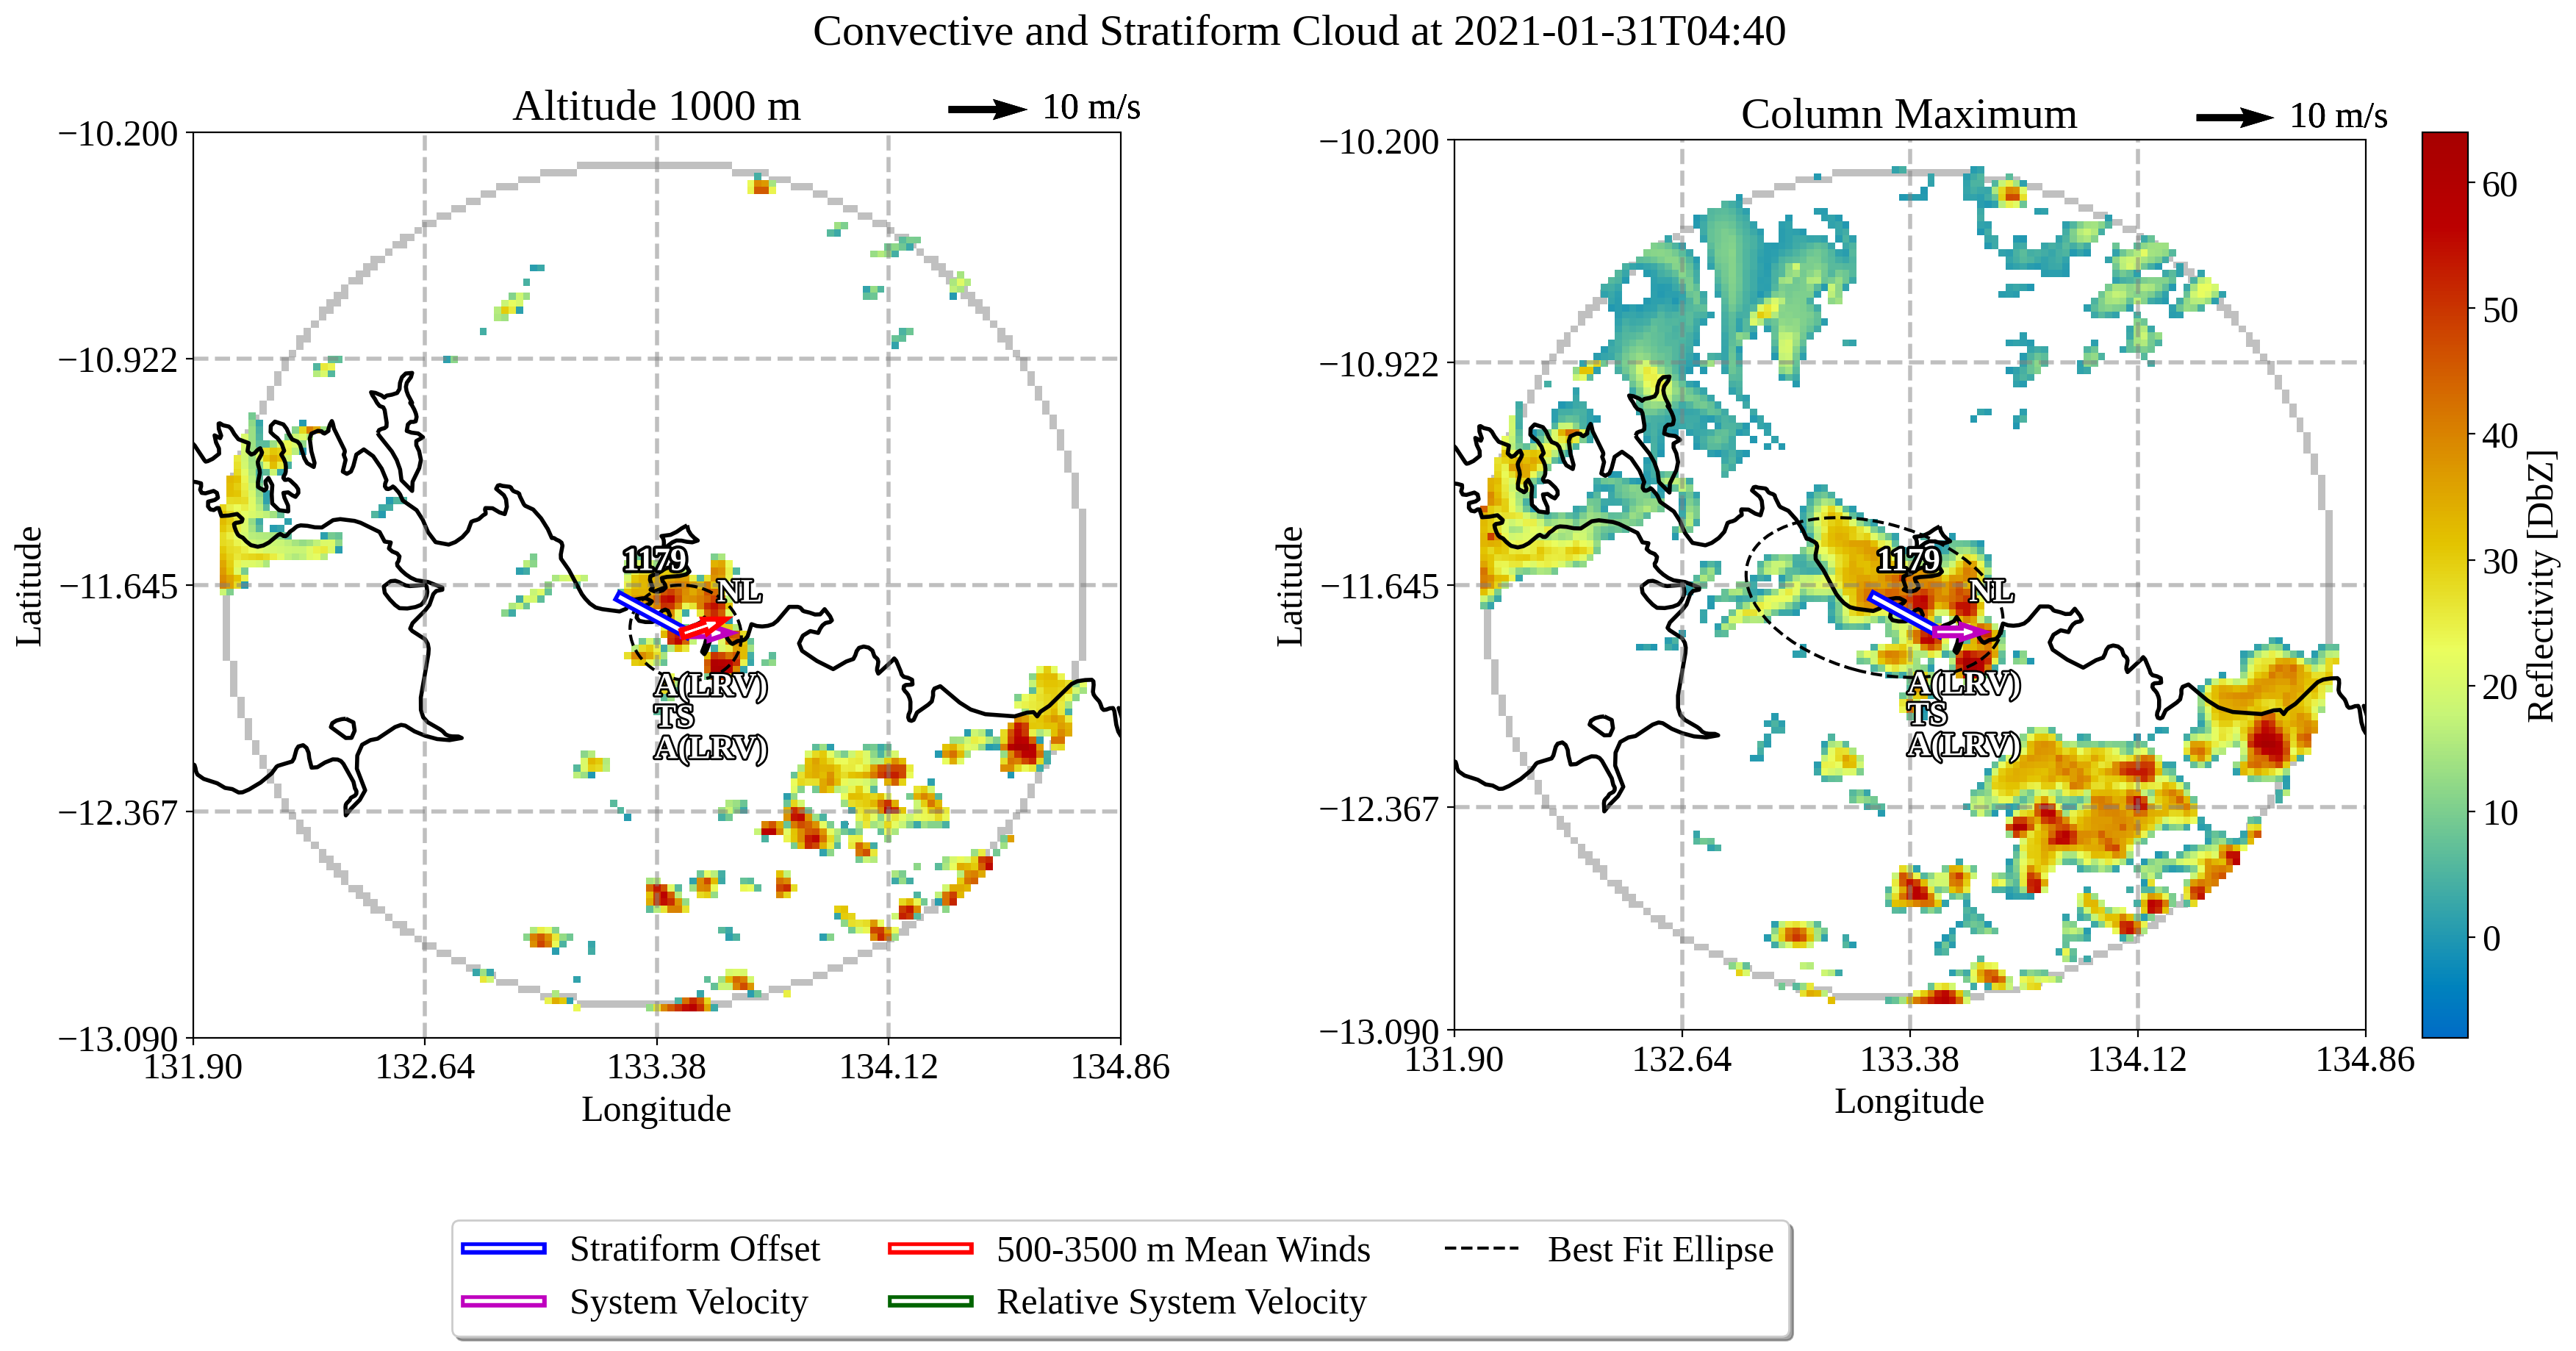 Convective and Stratiform Cloud at 2021-01-31T04:40
Altitude 1000 m
10 m/s
−10.200
−10.922
−11.645
−12.367
−13.090
Latitude
131.90
132.64
133.38
134.12
134.86
Longitude
1179
NL
A(LRV)
TS
A(LRV)
Column Maximum
10 m/s
−10.200
−10.922
−11.645
−12.367
−13.090
Latitude
131.90
132.64
133.38
134.12
134.86
Longitude
1179
NL
A(LRV)
TS
A(LRV)
60
50
40
30
20
10
0
Reflectivity [DbZ]
Stratiform Offset
System Velocity
500-3500 m Mean Winds
Relative System Velocity
Best Fit Ellipse